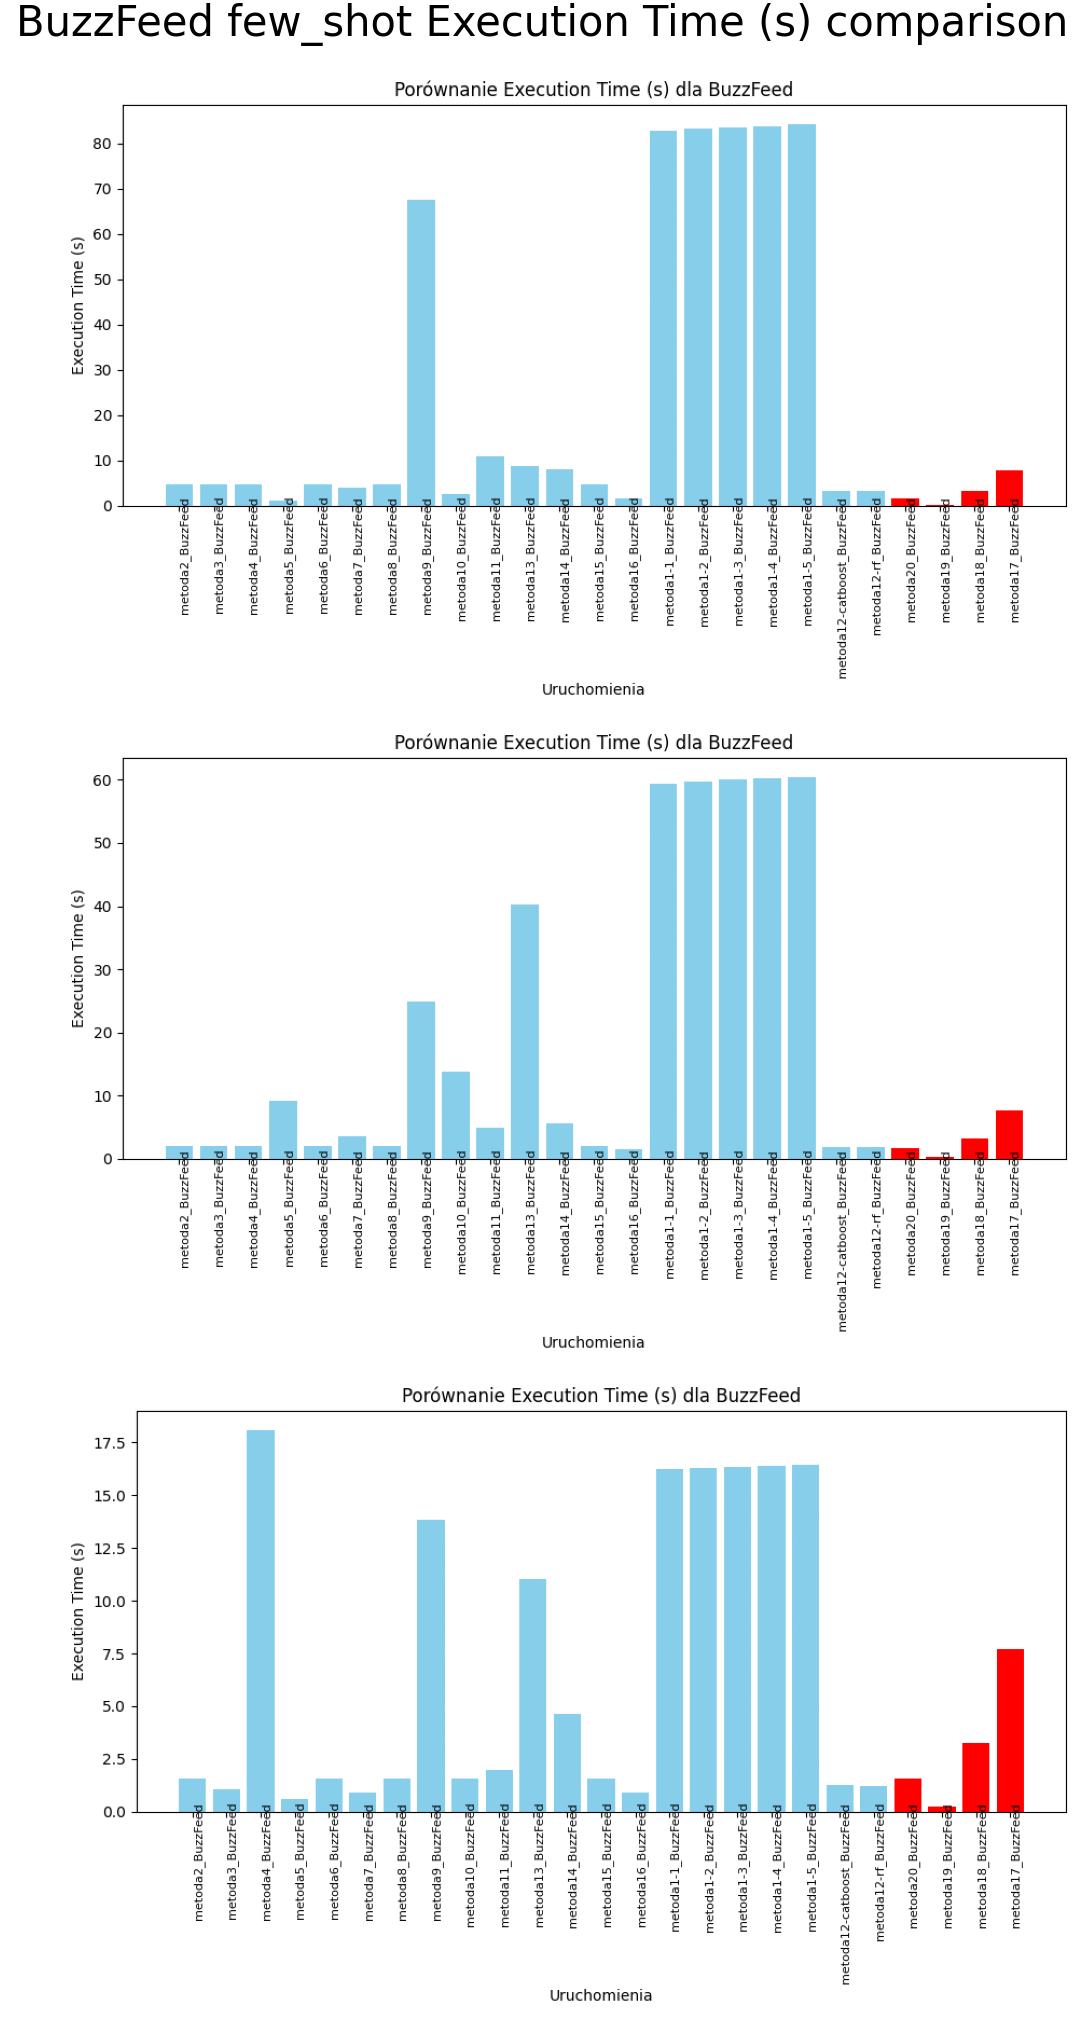 BuzzFeed few_shot Execution Time (s) comparison
Porównanie Execution Time (s) dla BuzzFeed
Execution Time (s)
80
70
60
50
40
30
20
10
0
metoda2_BuzzFeed
metoda3_BuzzFeed
metoda4_BuzzFeed
metoda5_BuzzFeed
metoda6_BuzzFeed
metoda7_BuzzFeed
metoda8_BuzzFeed
metoda9_BuzzFeed
metoda10_BuzzFeed
metoda11_BuzzFeed
metoda13_BuzzFeed
metoda14_BuzzFeed
metoda15_BuzzFeed
metoda16_BuzzFeed
metoda1-1_BuzzFeed
metoda1-2_BuzzFeed
metoda1-3_BuzzFeed
metoda1-4_BuzzFeed
metoda1-5_BuzzFeed
metoda12-catboost_BuzzFeed
metoda12-rf_BuzzFeed
metoda20_BuzzFeed
metoda19_BuzzFeed
metoda18_BuzzFeed
metoda17_BuzzFeed
Uruchomienia
Porównanie Execution Time (s) dla BuzzFeed
Execution Time (s)
60
50
40
30
20
10
0
metoda2_BuzzFeed
metoda3_BuzzFeed
metoda4_BuzzFeed
metoda5_BuzzFeed
metoda6_BuzzFeed
metoda7_BuzzFeed
metoda8_BuzzFeed
metoda9_BuzzFeed
metoda10_BuzzFeed
metoda11_BuzzFeed
metoda13_BuzzFeed
metoda14_BuzzFeed
metoda15_BuzzFeed
metoda16_BuzzFeed
metoda1-1_BuzzFeed
metoda1-2_BuzzFeed
metoda1-3_BuzzFeed
metoda1-4_BuzzFeed
metoda1-5_BuzzFeed
metoda12-catboost_BuzzFeed
metoda12-rf_BuzzFeed
metoda20_BuzzFeed
metoda19_BuzzFeed
metoda18_BuzzFeed
metoda17_BuzzFeed
Uruchomienia
Porównanie Execution Time (s) dla BuzzFeed
Execution Time (s)
17.5
15.0
12.5
10.0
7.5
5.0
2.5
0.0
metoda2_BuzzFeed
metoda3_BuzzFeed
metoda4_BuzzFeed
metoda5_BuzzFeed
metoda6_BuzzFeed
metoda7_BuzzFeed
metoda8_BuzzFeed
metoda9_BuzzFeed
metoda10_BuzzFeed
metoda11_BuzzFeed
metoda13_BuzzFeed
metoda14_BuzzFeed
metoda15_BuzzFeed
metoda16_BuzzFeed
metoda1-1_BuzzFeed
metoda1-2_BuzzFeed
metoda1-3_BuzzFeed
metoda1-4_BuzzFeed
metoda1-5_BuzzFeed
metoda12-catboost_BuzzFeed
metoda12-rf_BuzzFeed
metoda20_BuzzFeed
metoda19_BuzzFeed
metoda18_BuzzFeed
metoda17_BuzzFeed
Uruchomienia